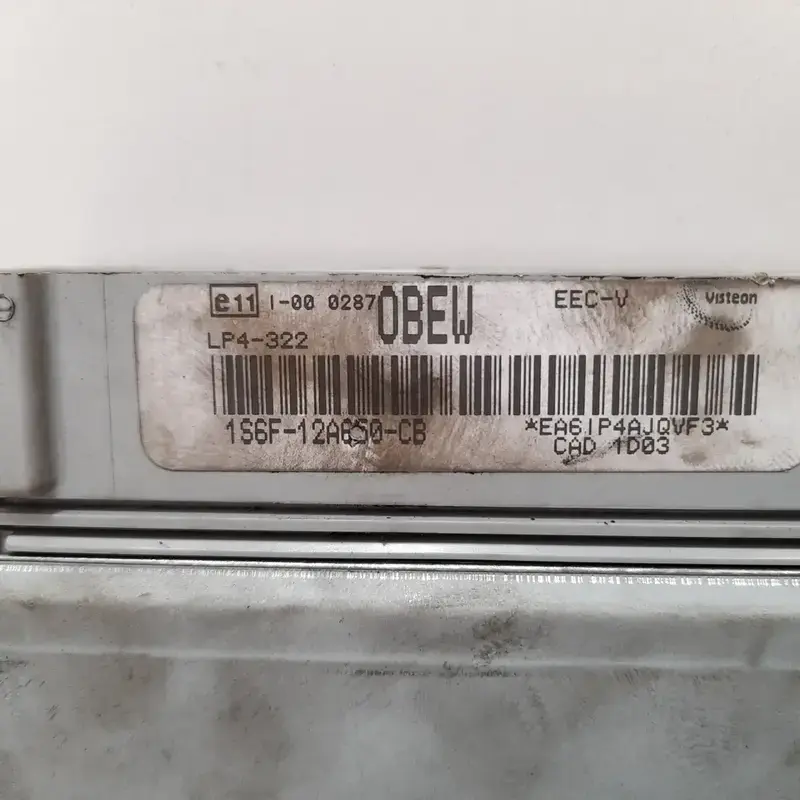 e11 I-00 0287 0BEW EEC-V Visteon
LP4-322
1S6F-12A650-CB *EA6IP4AJQVF3*
CAD 1D03